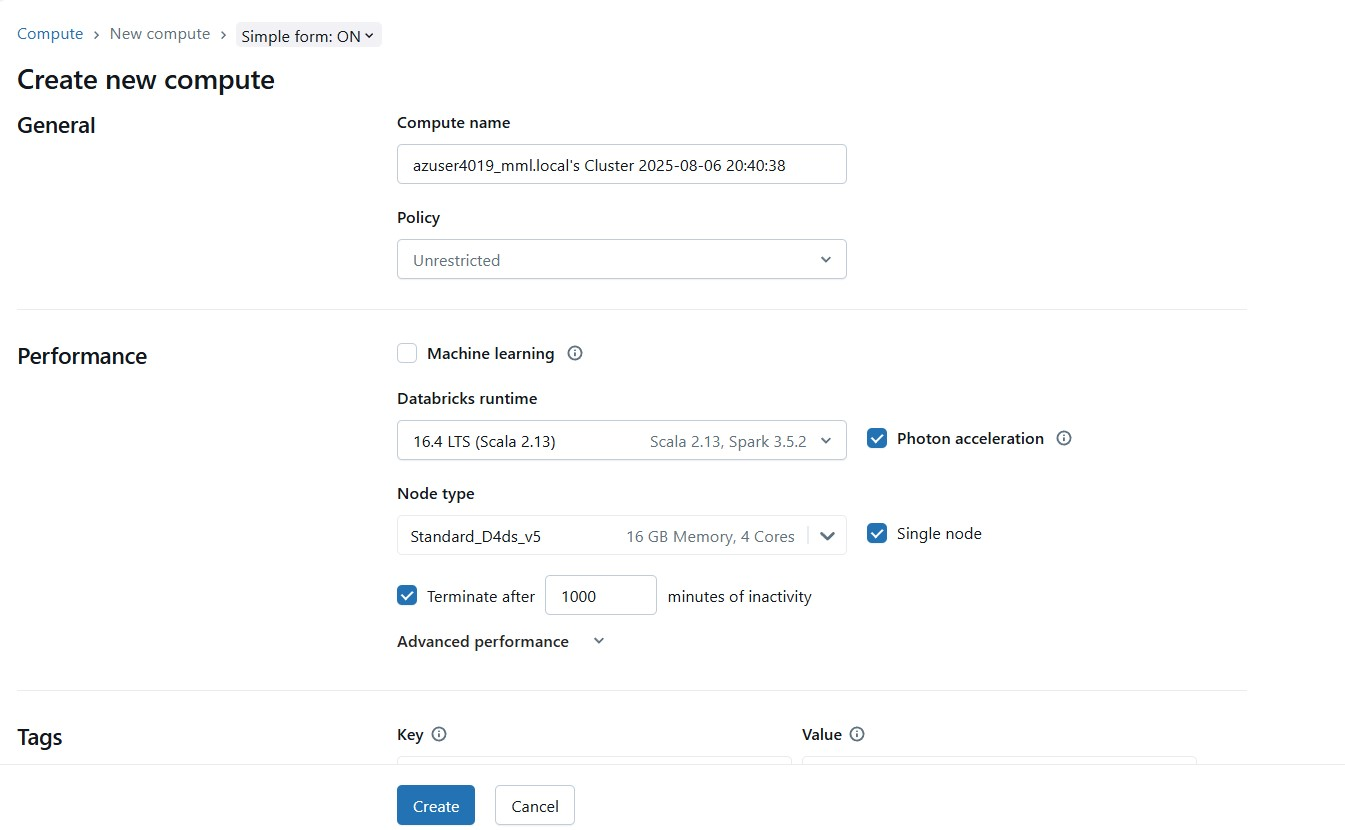 Compute > New compute > Simple form: ON
Create new compute
General
Compute name
azuser4019_mml.local's Cluster 2025-08-06 20:40:38
Policy
Unrestricted
Performance
Machine learning
Databricks runtime
16.4 LTS (Scala 2.13) Scala 2.13, Spark 3.5.2
Photon acceleration
Node type
Standard_D4ds_v5 16 GB Memory, 4 Cores
Single node
Terminate after 1000 minutes of inactivity
Advanced performance
Tags
Key
Value
Create
Cancel